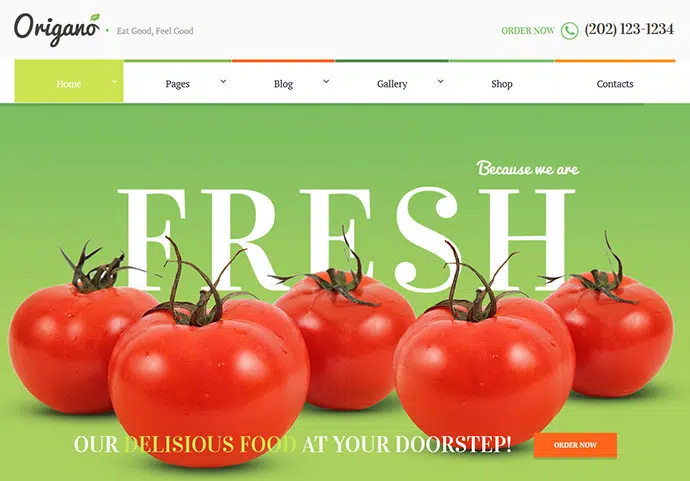 Origano • Eat Good, Feel Good
ORDER NOW (202) 123-1234
Home Pages Blog Gallery Shop Contacts
Because we are
FRESH
OUR DELISIOUS FOOD AT YOUR DOORSTEP!
ORDER NOW